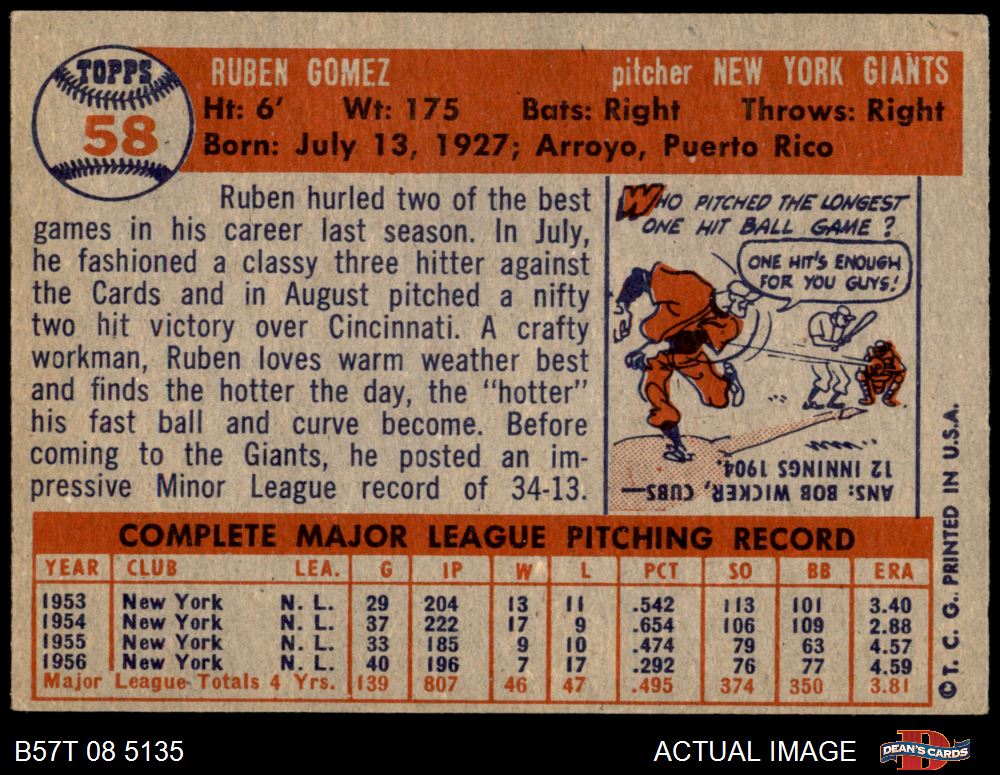 TOPPS
58
RUBEN GOMEZ pitcher NEW YORK GIANTS
Ht: 6' Wt: 175 Bats: Right Throws: Right
Born: July 13, 1927; Arroyo, Puerto Rico
Ruben hurled two of the best
games in his career last season. In July,
he fashioned a classy three hitter against
the Cards and in August pitched a nifty
two hit victory over Cincinnati. A crafty
workman, Ruben loves warm weather best
and finds the hotter the day, the "hotter"
his fast ball and curve become. Before
coming to the Giants, he posted an im-
pressive Minor League record of 34-13.
WHO PITCHED THE LONGEST
ONE HIT BALL GAME?
ONE HIT'S ENOUGH
FOR YOU GUYS!
ANS: BOB WICKER, CUBS—
12 INNINGS 1904.
COMPLETE MAJOR LEAGUE PITCHING RECORD
YEAR CLUB LEA. G IP W L PCT SO BB ERA
1953 New York N. L. 29 204 13 11 .542 113 101 3.40
1954 New York N. L. 37 222 17 9 .654 106 109 2.88
1955 New York N. L. 33 185 9 10 .474 79 63 4.57
1956 New York N. L. 40 196 7 17 .292 76 77 4.59
Major League Totals 4 Yrs. 139 807 46 47 .495 374 350 3.81
© T. C. G. PRINTED IN U.S.A.
B57T 08 5135 ACTUAL IMAGE DEAN'S CARDS